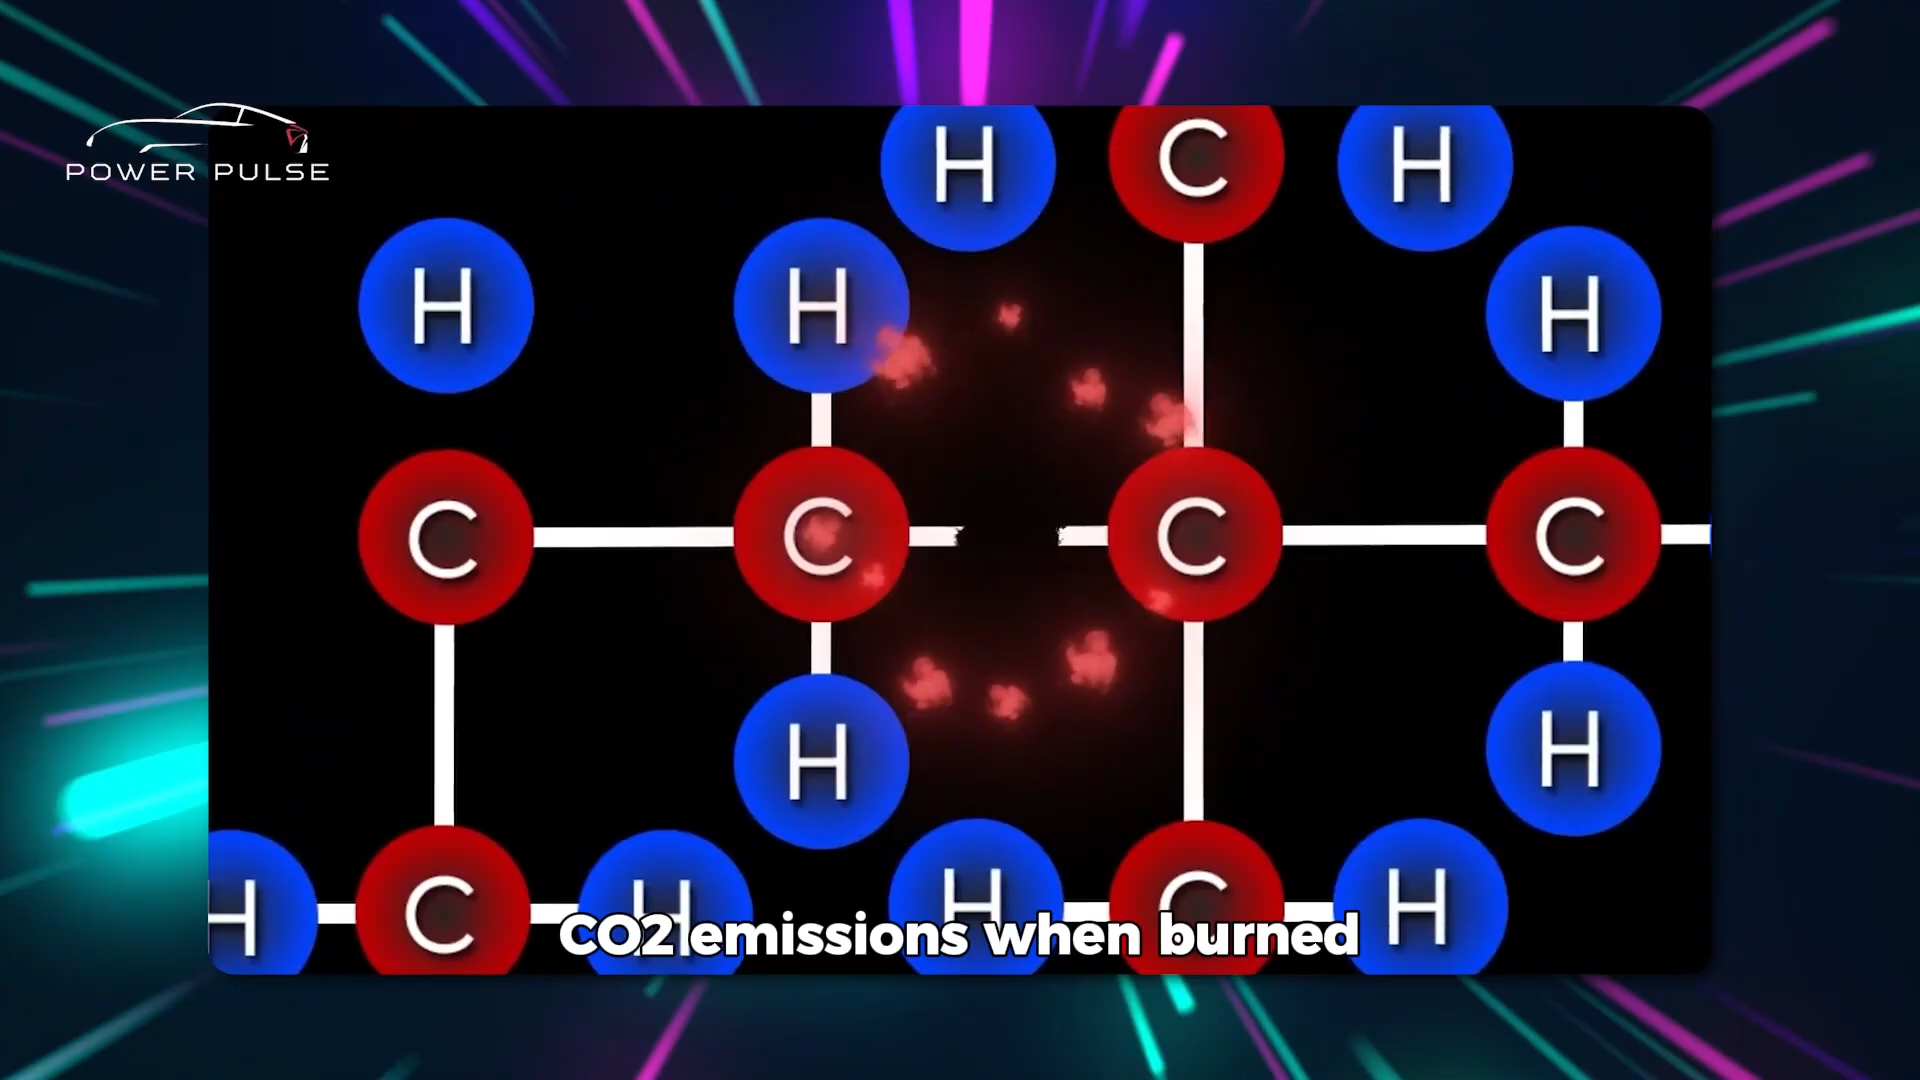 POWER PULSE
H C H
H H H
C C C C
H H
H C H H C H
CO2 emissions when burned